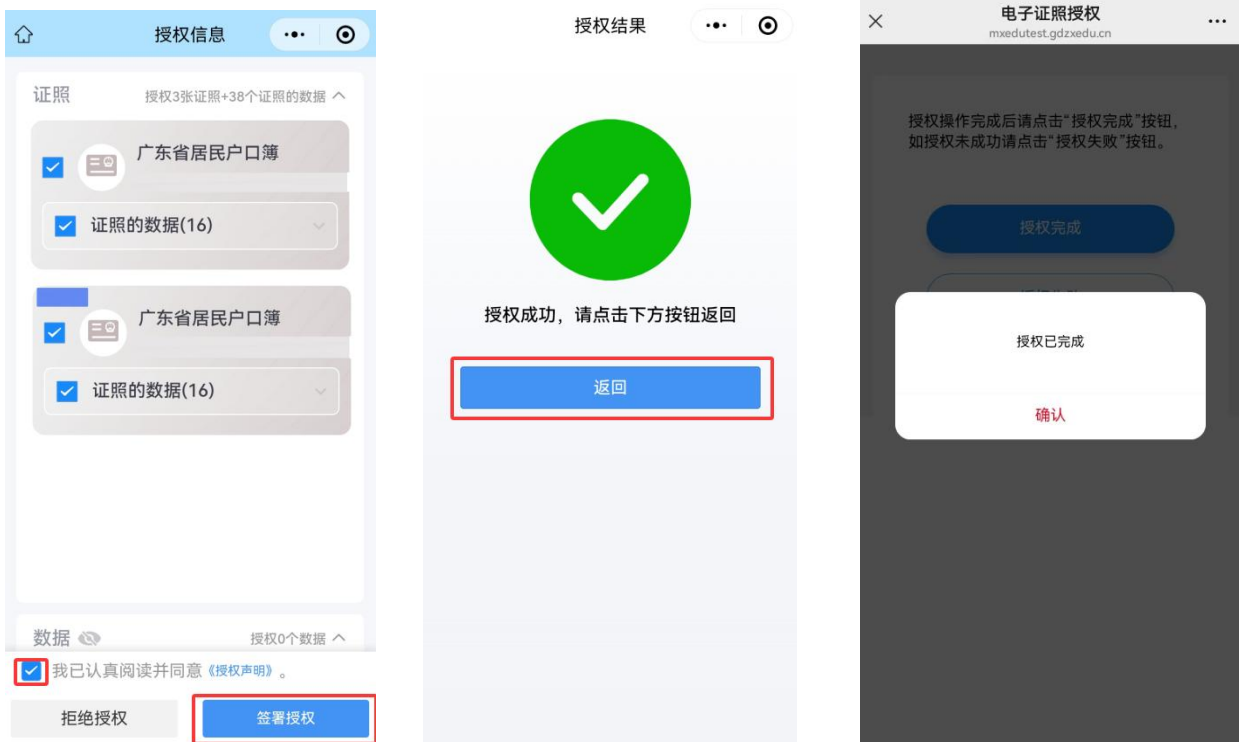 授权信息
证照
授权3张证照+38个证照的数据
广东省居民户口簿
证照的数据(16)
广东省居民户口簿
证照的数据(16)
数据
授权0个数据
我已认真阅读并同意《授权声明》。
拒绝授权
签署授权
授权结果
授权成功，请点击下方按钮返回
返回
电子证照授权
mxedutest.gdzxedu.cn
授权操作完成后请点击“授权完成”按钮，
如授权未成功请点击“授权失败”按钮。
授权完成
授权已完成
确认